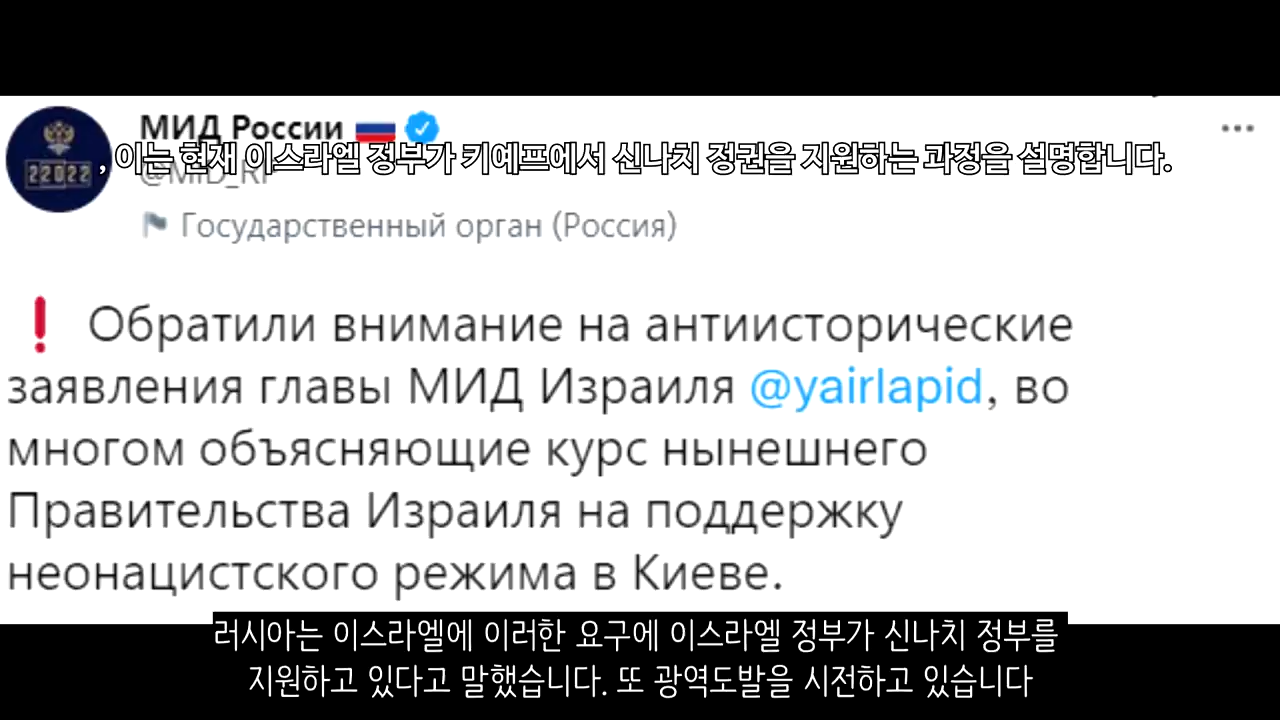 МИД России
22022
, 이는 현재 이스라엘 정부가 키예프에서 신나치 정권을 지원하는 과정을 설명합니다.
@MID_RF
Государственный орган (Россия)
❗ Обратили внимание на антиисторические
заявления главы МИД Израиля @yairlapid, во
многом объясняющие курс нынешнего
Правительства Израиля на поддержку
неонацистского режима в Киеве.
러시아는 이스라엘에 이러한 요구에 이스라엘 정부가 신나치 정부를
지원하고 있다고 말했습니다. 또 광역도발을 시전하고 있습니다